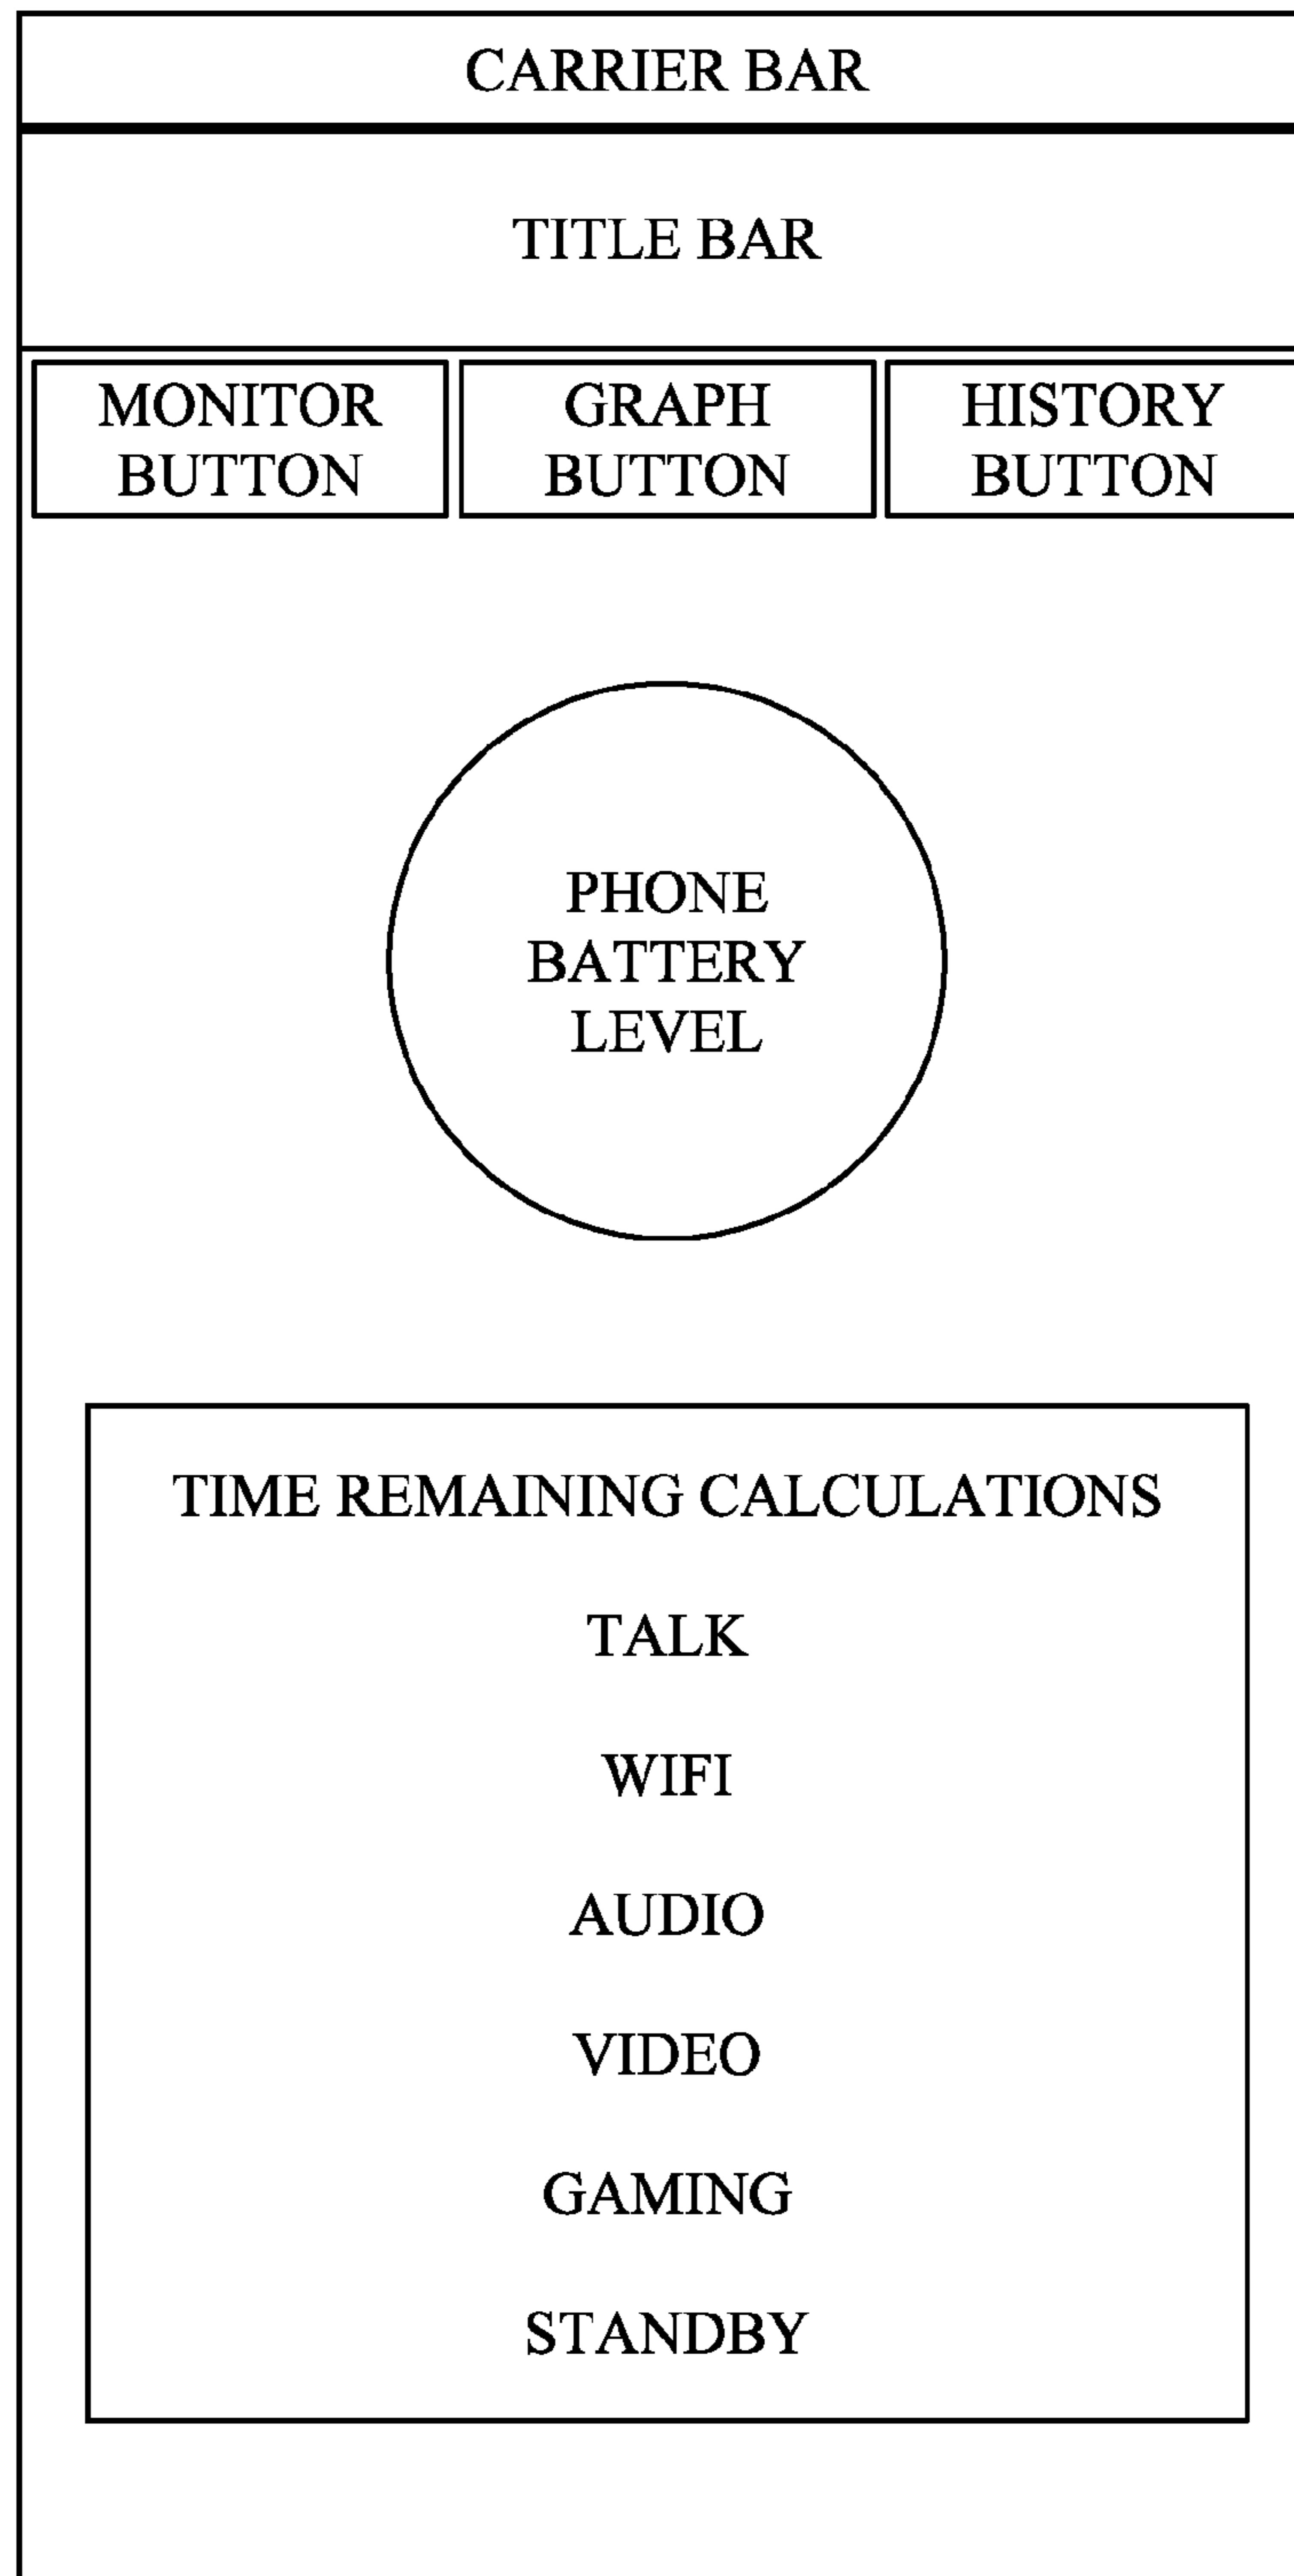 CARRIER BAR
TITLE BAR
MONITOR
BUTTON
GRAPH
BUTTON
HISTORY
BUTTON
PHONE
BATTERY
LEVEL
TIME REMAINING CALCULATIONS
TALK
WIFI
AUDIO
VIDEO
GAMING
STANDBY